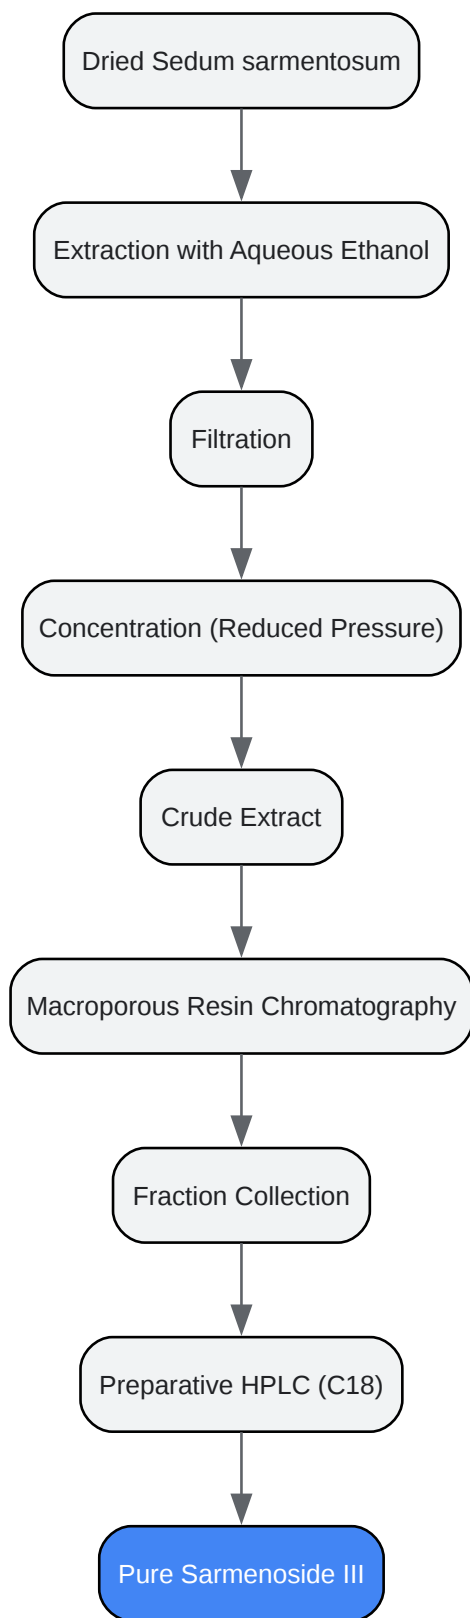 Dried Sedum sarmentosum
Extraction with Aqueous Ethanol
Filtration
Concentration (Reduced Pressure)
Crude Extract
Macroporous Resin Chromatography
Fraction Collection
Preparative HPLC (C18)
Pure Sarmenoside III